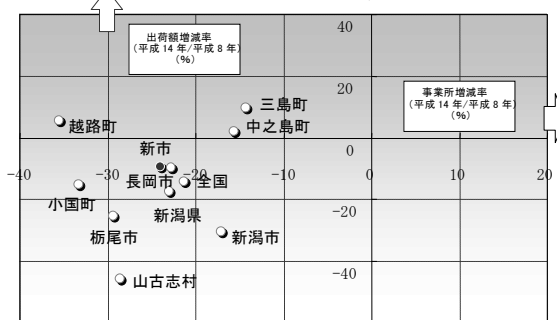 40
出荷額増減率
(平成14年/平成8年)
(%)
20
事業所増減率
(平成14年/平成8年)
(%)
三島町
越路町
中之島町
新市
0
-40
-30
-20
-10
0
10
20
長岡市
全国
小国町
新潟県
-20
栃尾市
新潟市
-40
山古志村